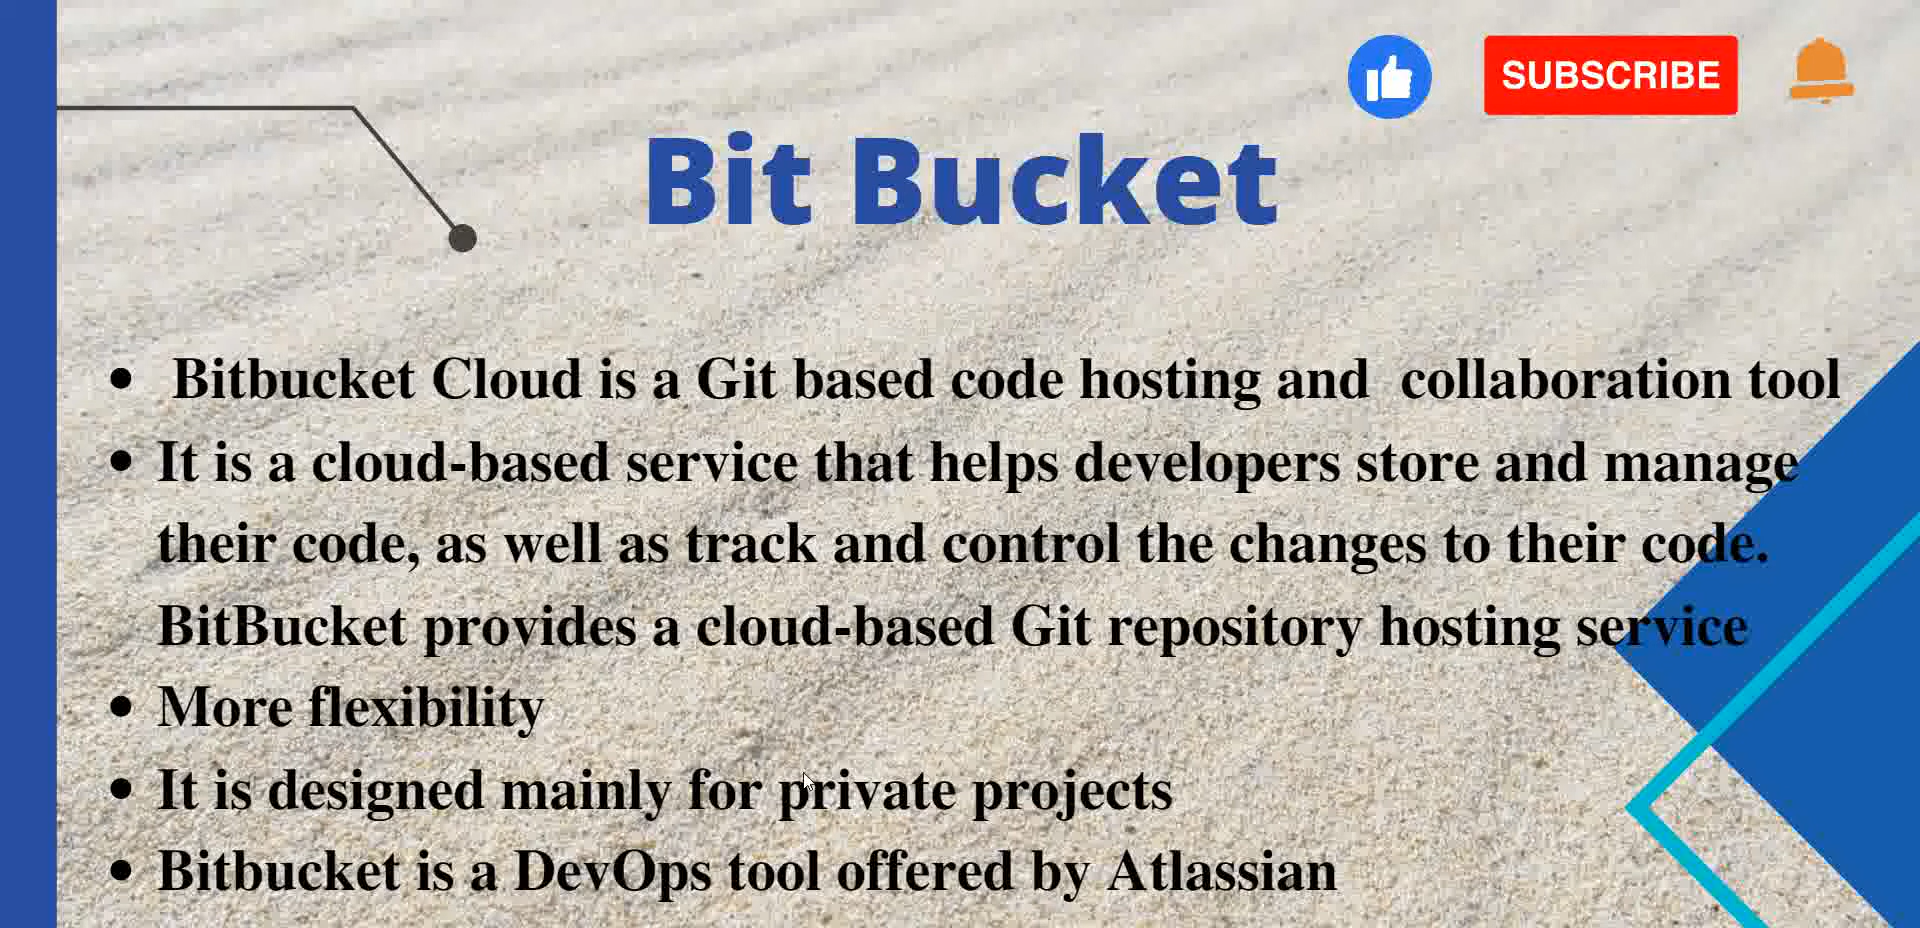 SUBSCRIBE
Bit Bucket
• Bitbucket Cloud is a Git based code hosting and  collaboration tool
• It is a cloud-based service that helps developers store and manage
their code, as well as track and control the changes to their code.
BitBucket provides a cloud-based Git repository hosting service
• More flexibility
• It is designed mainly for private projects
• Bitbucket is a DevOps tool offered by Atlassian